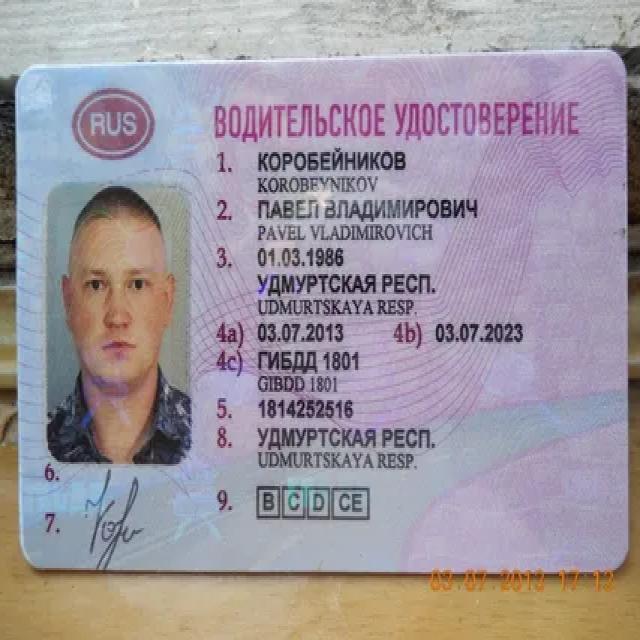 RUS
ВОДИТЕЛЬСКОЕ УДОСТОВЕРЕНИЕ
1. КОРОБЕЙНИКОВ
KOROBEYNIKOV
2. ПАВЕЛ ВЛАДИМИРОВИЧ
PAVEL VLADIMIROVICH
3. 01.03.1986
УДМУРТСКАЯ РЕСП.
UDMURTSKAYA RESP.
4a) 03.07.2013 4b) 03.07.2023
4c) ГИБДД 1801
GIBDD 1801
5. 1814252516
8. УДМУРТСКАЯ РЕСП.
UDMURTSKAYA RESP.
6.
7.
9. B C D CE
03.07.2013 17:13